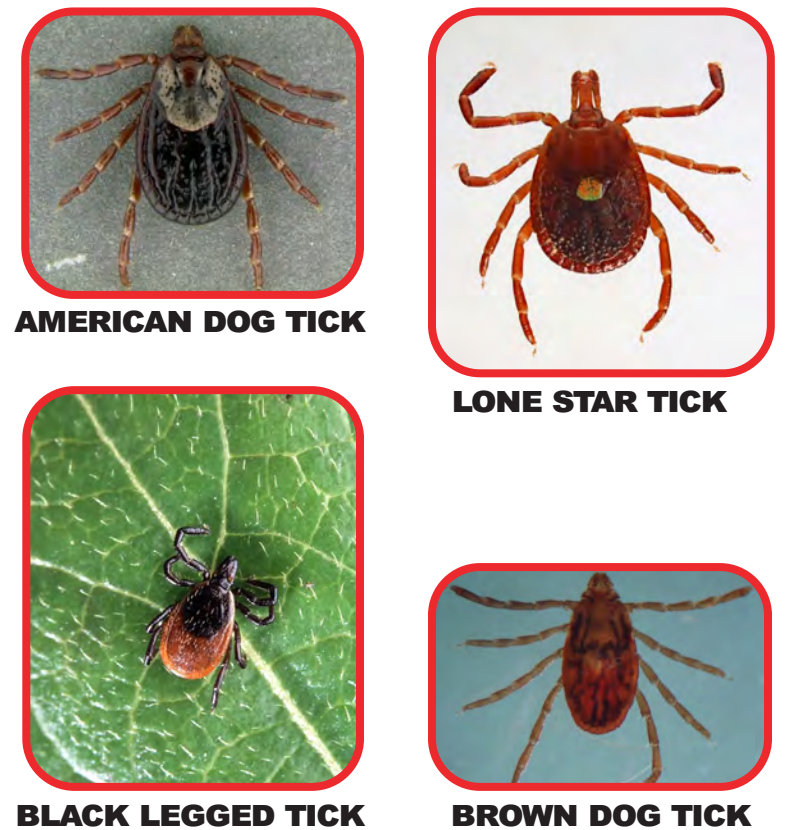 AMERICAN DOG TICK
LONE STAR TICK
BLACK LEGGED TICK
BROWN DOG TICK